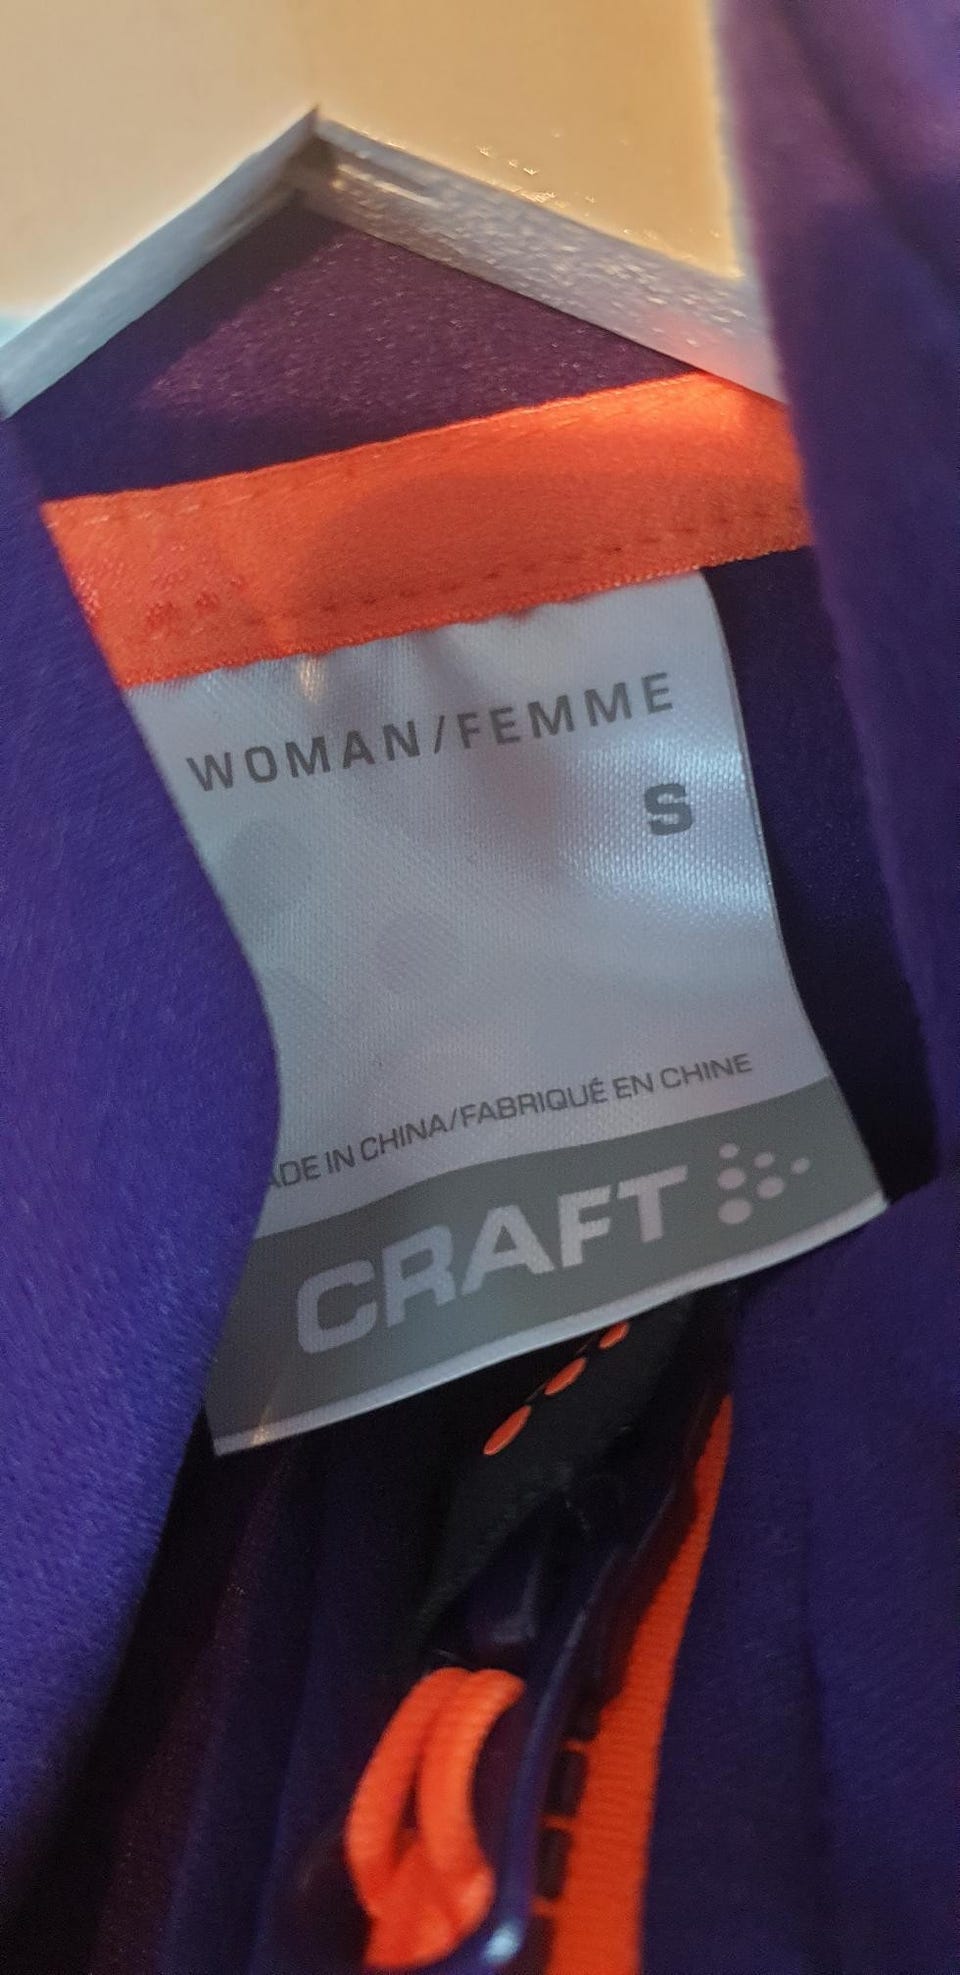 WOMAN/FEMME
S
ADE IN CHINA/FABRIQUÉ EN CHINE
CRAFT